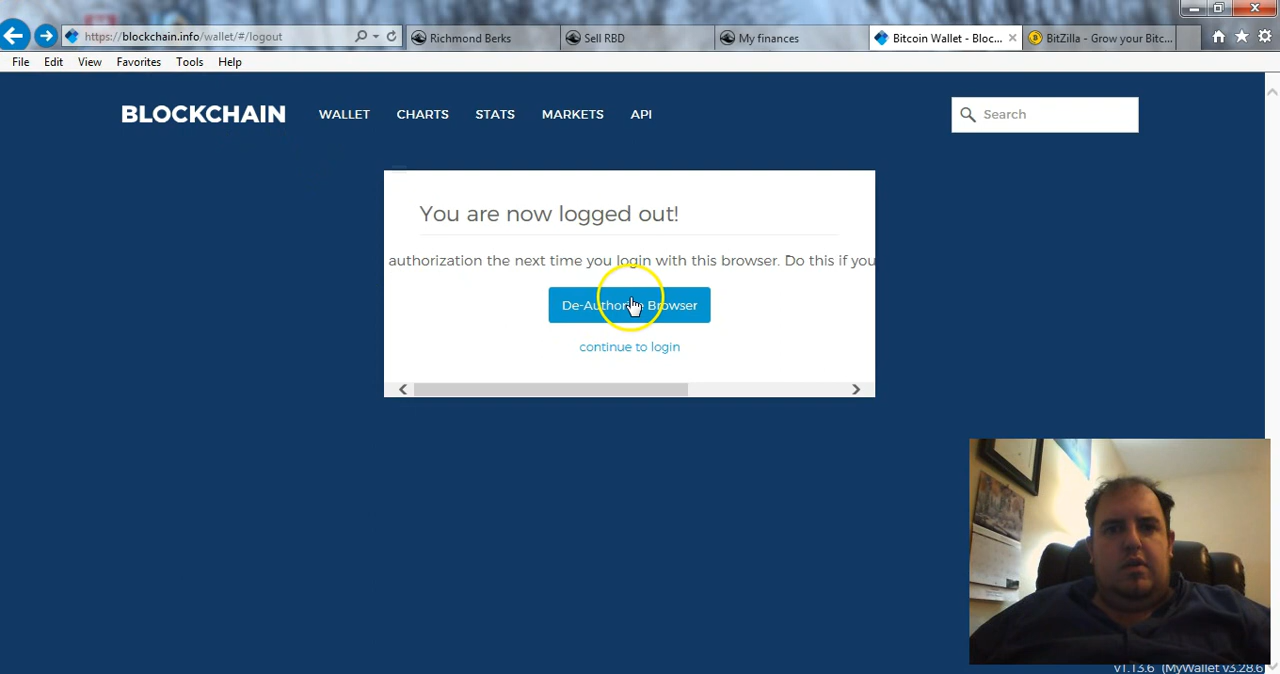 https://blockchain.info/wallet/#/logout
Richmond Berks
Sell RBD
My finances
Bitcoin Wallet - Bloc...
BitZilla - Grow your Bitc...
File Edit View Favorites Tools Help
BLOCKCHAIN WALLET CHARTS STATS MARKETS API Search
You are now logged out!
authorization the next time you login with this browser. Do this if you
De-Authorize Browser
continue to login
v1.13.6 (MyWallet v3.28.6